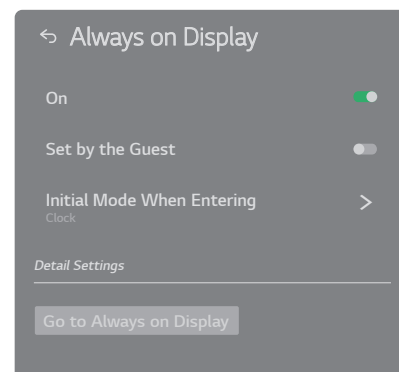 Always on Display
On
Set by the Guest
Initial Mode When Entering
Clock
Detail Settings
Go to Always on Display